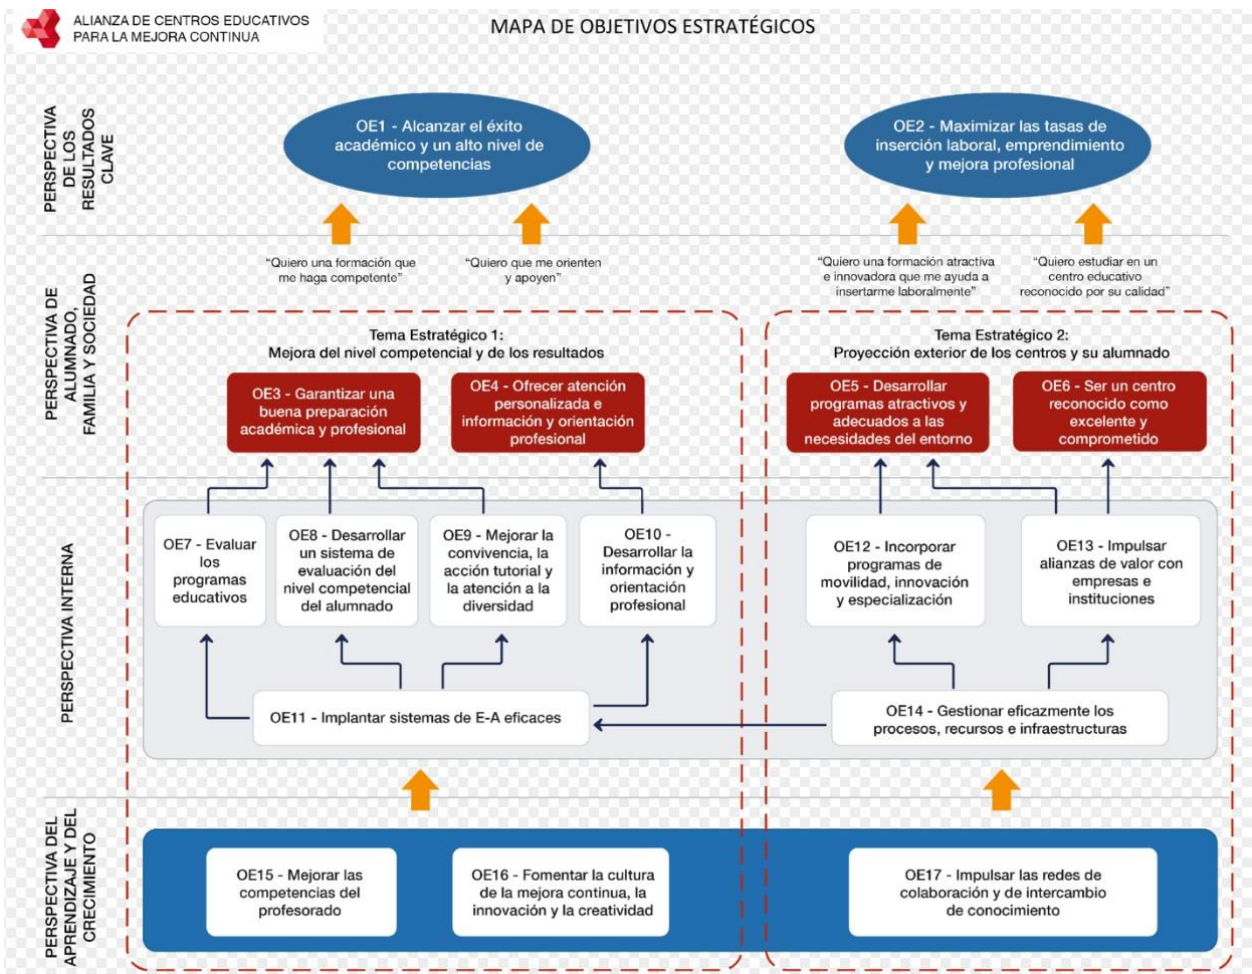 ALIANZA DE CENTROS EDUCATIVOS
PARA LA MEJORA CONTINUA
MAPA DE OBJETIVOS ESTRATÉGICOS
PERSPECTIVA
DE LOS
RESULTADOS
CLAVE
OE1 - Alcanzar el éxito
académico y un alto nivel de
competencias
OE2 - Maximizar las tasas de
inserción laboral, emprendimiento
y mejora profesional
PERSPECTIVA DE
ALUMNADO,
FAMILIA Y SOCIEDAD
“Quiero una formación que
me haga competente”
“Quiero que me orienten
y apoyen”
“Quiero una formación atractiva
e innovadora que me ayuda a
insertarme laboralmente”
“Quiero estudiar en un
centro educativo
reconocido por su calidad”
Tema Estratégico 1:
Mejora del nivel competencial y de los resultados
Tema Estratégico 2:
Proyección exterior de los centros y su alumnado
OE3 - Garantizar una
buena preparación
académica y profesional
OE4 - Ofrecer atención
personalizada e
información y orientación
profesional
OE5 - Desarrollar
programas atractivos y
adecuados a las
necesidades del entorno
OE6 - Ser un centro
reconocido como
excelente y
comprometido
PERSPECTIVA INTERNA
OE7 - Evaluar
los
programas
educativos
OE8 - Desarrollar
un sistema de
evaluación del
nivel competencial
del alumnado
OE9 - Mejorar la
convivencia, la
acción tutorial y
la atención a la
diversidad
OE10 -
Desarrollar la
información y
orientación
profesional
OE12 - Incorporar
programas de
movilidad, innovación
y especialización
OE13 - Impulsar
alianzas de valor con
empresas e
instituciones
OE11 - Implantar sistemas de E-A eficaces
OE14 - Gestionar eficazmente los
procesos, recursos e infraestructuras
PERSPECTIVA DEL
APRENDIZAJE Y DEL
CRECIMIENTO
OE15 - Mejorar las
competencias del
profesorado
OE16 - Fomentar la cultura
de la mejora continua, la
innovación y la creatividad
OE17 - Impulsar las redes de
colaboración y de intercambio
de conocimiento